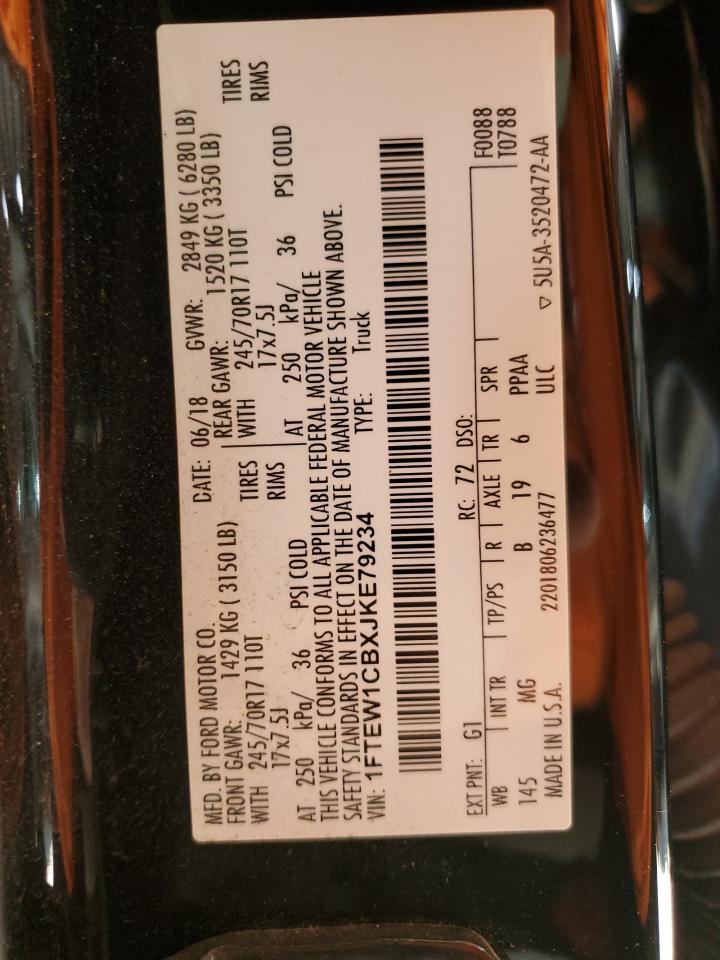 MFD. BY FORD MOTOR CO. DATE: 06/18 GVWR: 2849 KG ( 6280 LB)
FRONT GAWR: 1429 KG ( 3150 LB) REAR GAWR: 1520 KG ( 3350 LB)
WITH 245/70R17 110T TIRES WITH 245/70R17 110T TIRES
17x7.5J RIMS 17x7.5J RIMS
AT 250 kPa/ 36 PSI COLD AT 250 kPa/ 36 PSI COLD
THIS VEHICLE CONFORMS TO ALL APPLICABLE FEDERAL MOTOR VEHICLE
SAFETY STANDARDS IN EFFECT ON THE DATE OF MANUFACTURE SHOWN ABOVE.
VIN: 1FTEW1CBXJKE79234 TYPE: Truck
EXT PNT: G1 RC: 72 DSO: F0088
WB INT TR TP/PS R AXLE TR SPR T0788
145 MG B 19 6 PPAA
ULC
MADE IN U.S.A. 2201806236477 ▽ 5U5A-3520472-AA